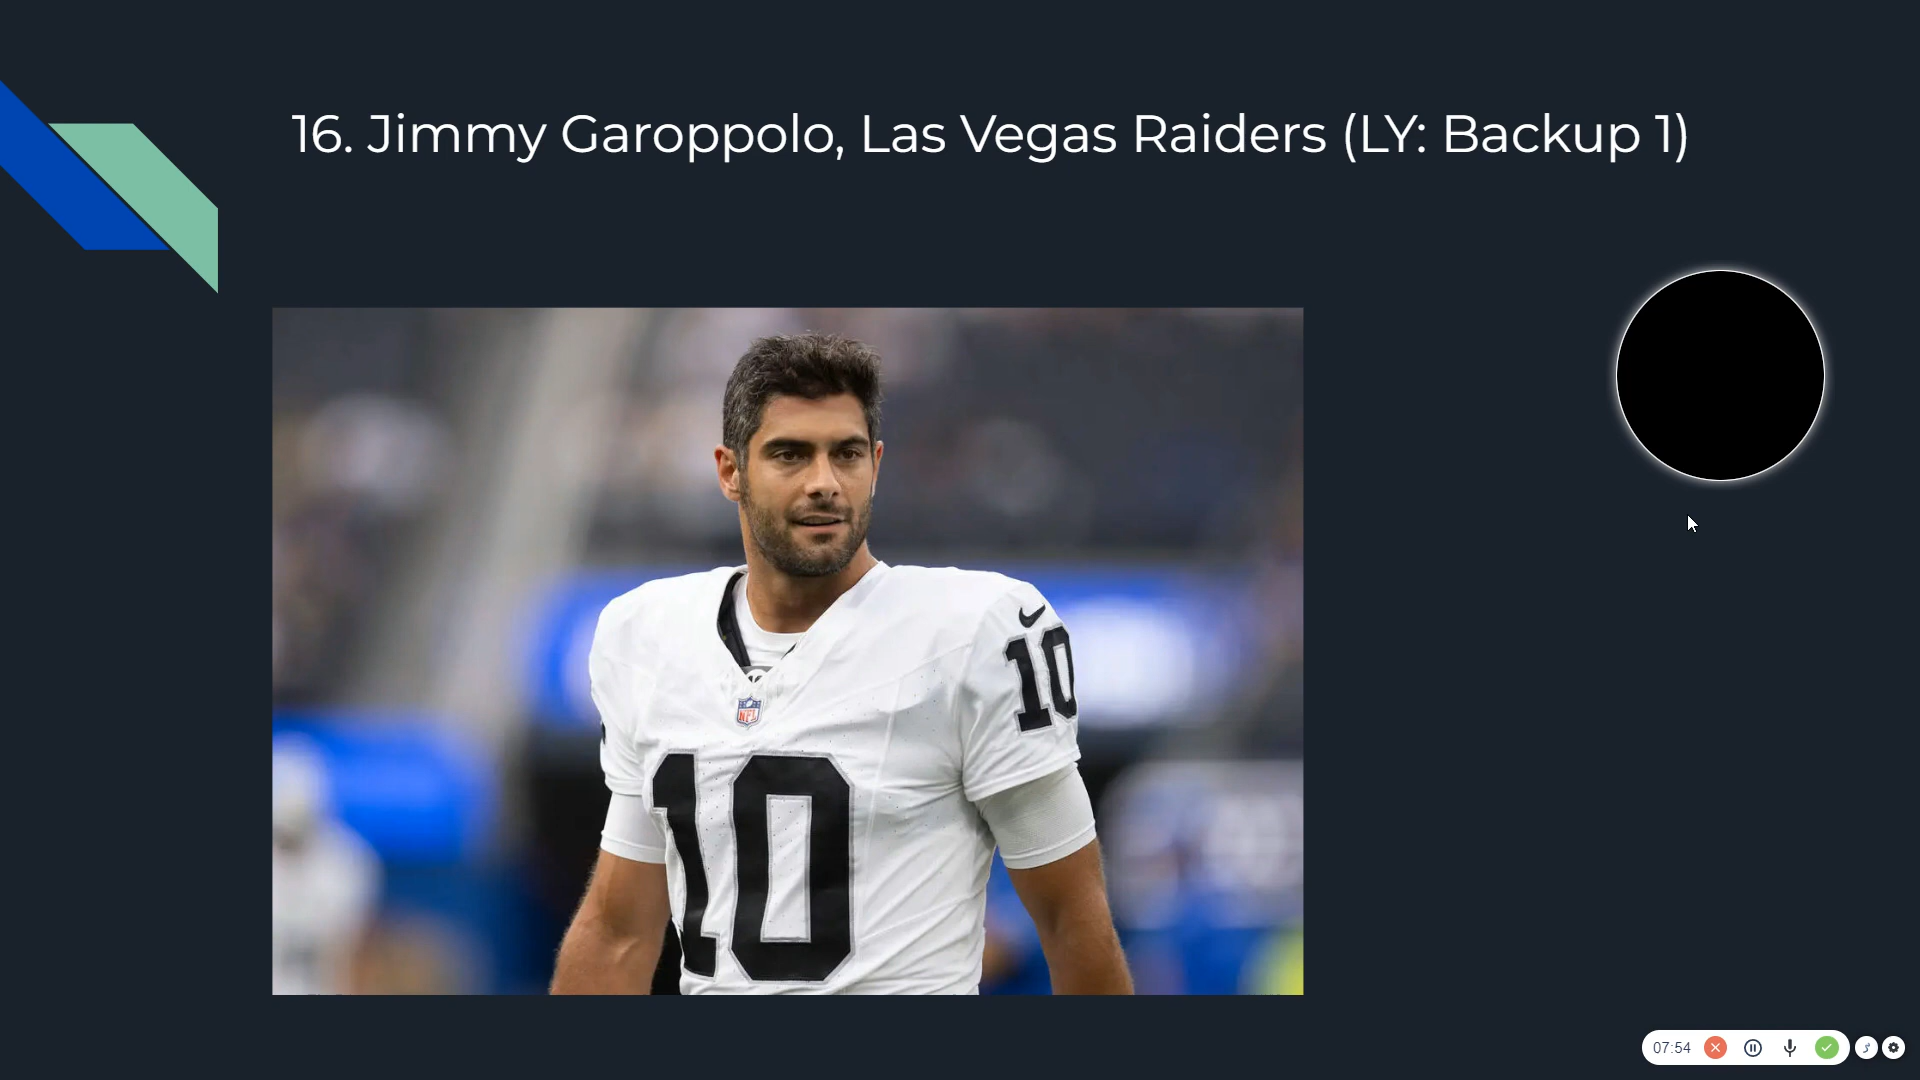 16. Jimmy Garoppolo, Las Vegas Raiders (LY: Backup 1)
10
NFL
10
07:54